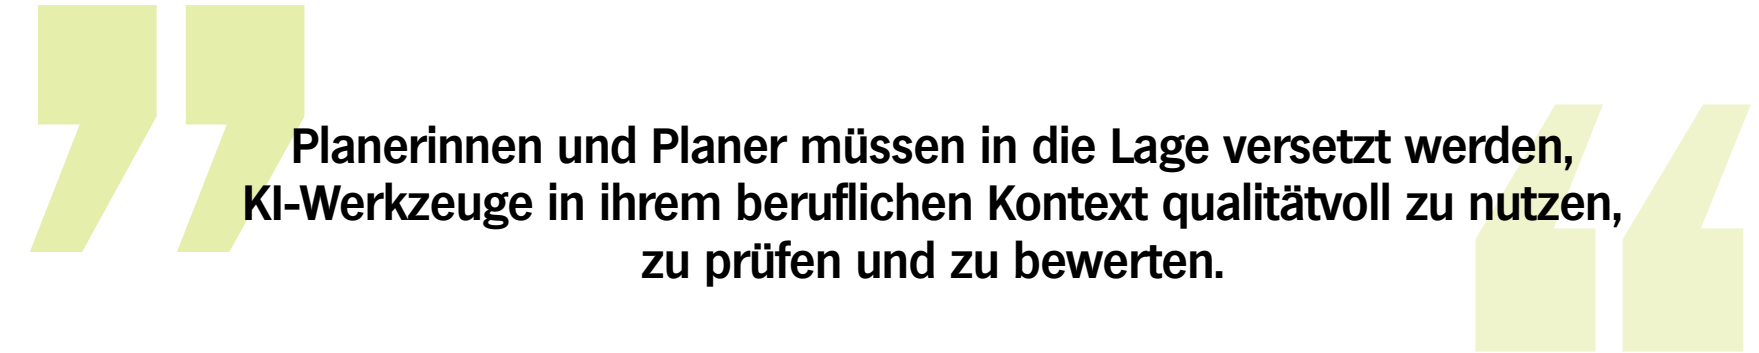 Planerinnen und Planer müssen in die Lage versetzt werden,
KI-Werkzeuge in ihrem beruflichen Kontext qualitätvoll zu nutzen,
zu prüfen und zu bewerten.